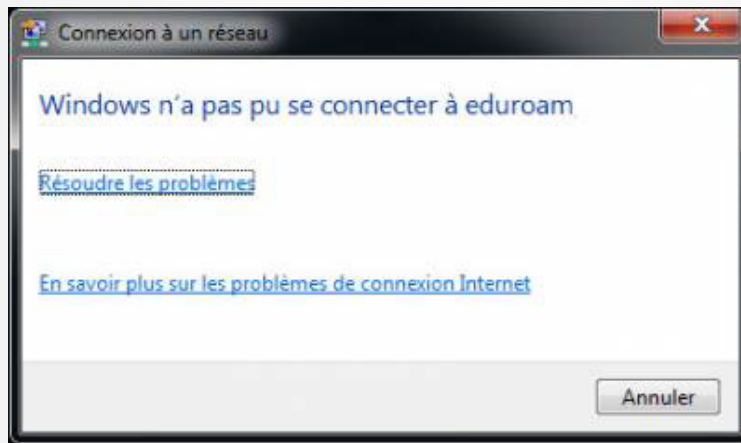 Connexion à un réseau
Windows n'a pas pu se connecter à eduroam
Résoudre les problèmes
En savoir plus sur les problèmes de connexion Internet
Annuler